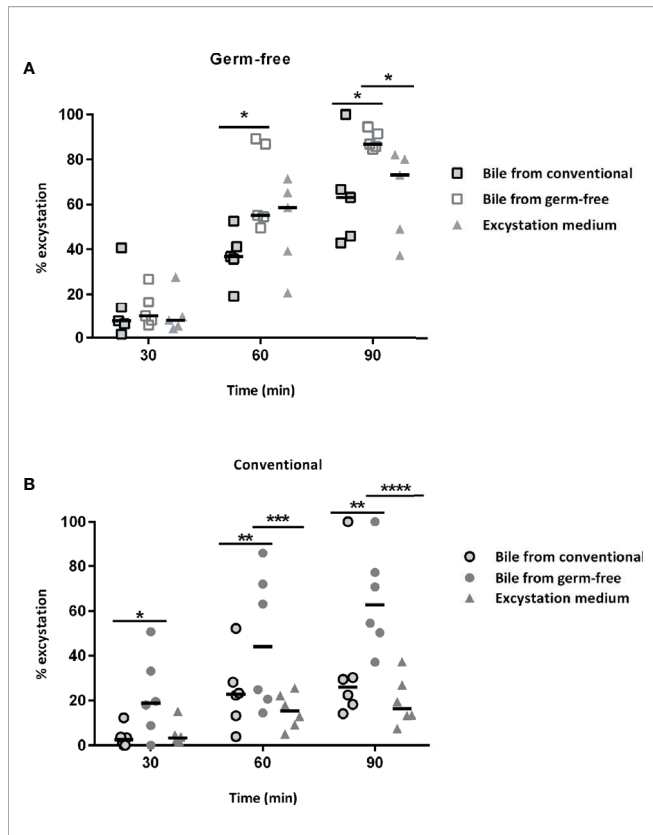 A
Germ-free
*
*
*
100
80
60
40
20
0
% excystation
30 60 90
Time (min)
Bile from conventional
Bile from germ-free
Excystation medium
B
Conventional
*
**
***
**
****
100
80
60
40
20
0
% excystation
30 60 90
Time (min)
Bile from conventional
Bile from germ-free
Excystation medium